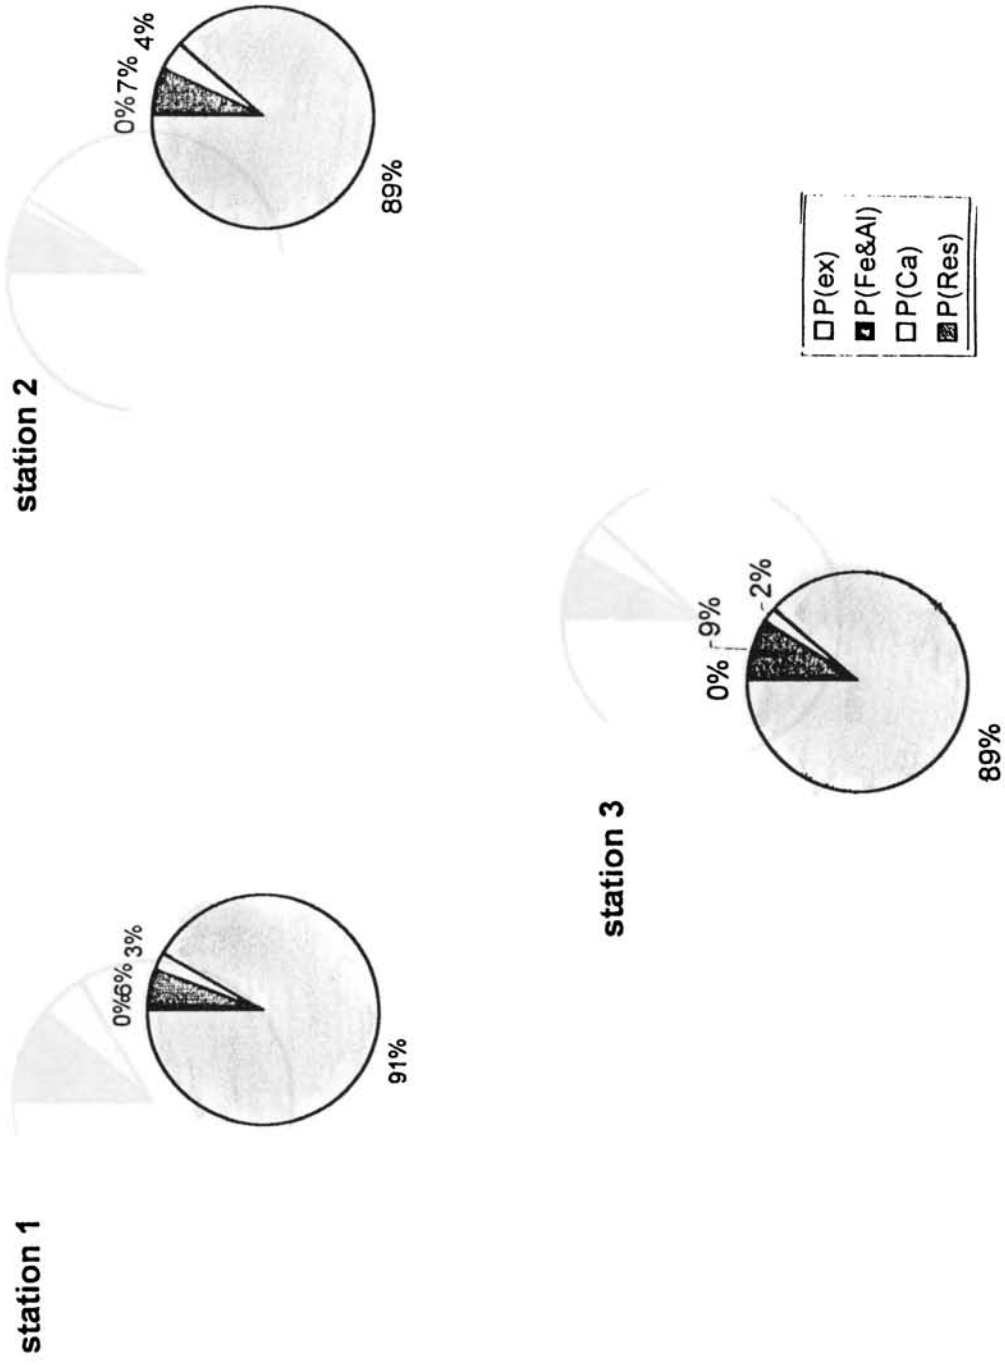 station 1
0%6% 3%
91%
station 2
0%7% 4%
89%
station 3
0% 9% 2%
89%
P(ex)
P(Fe&Al)
P(Ca)
P(Res)